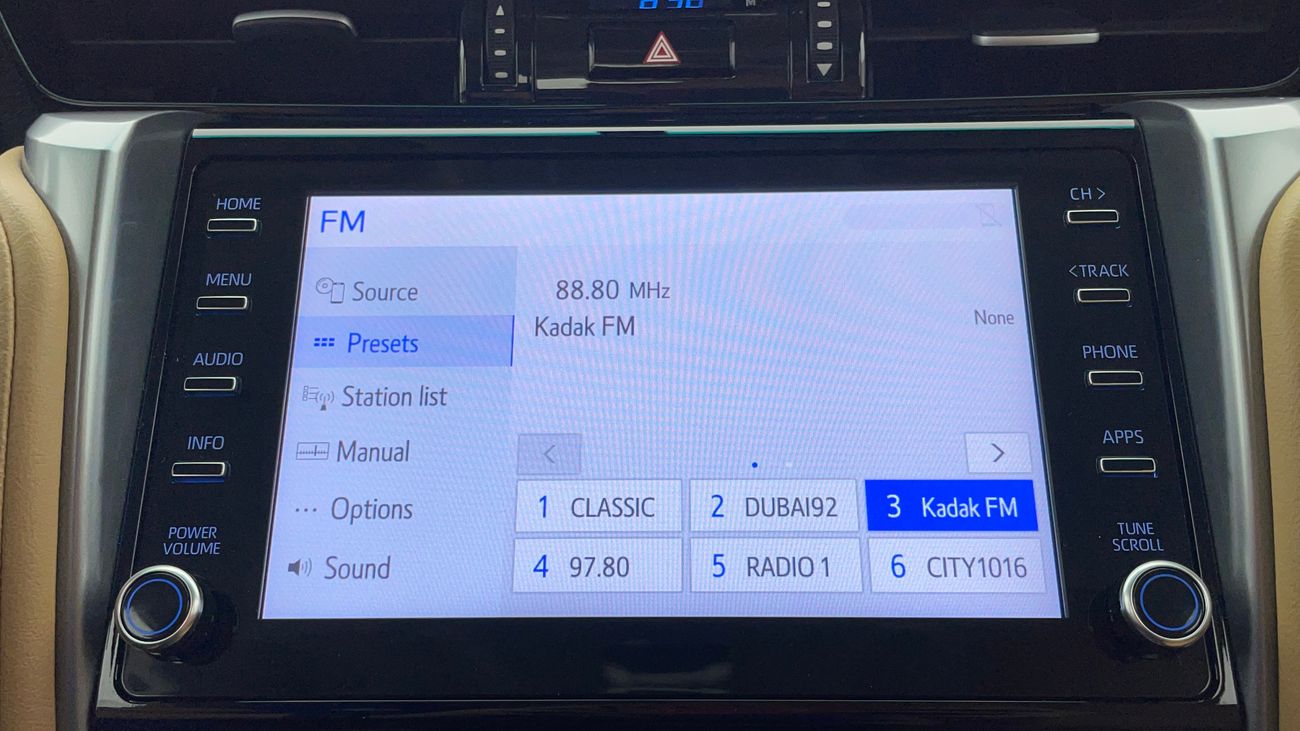 HOME
MENU
AUDIO
INFO
POWER
VOLUME
FM
Source
Presets
Station list
Manual
Options
Sound
88.80 MHz
Kadak FM
None
1 CLASSIC
2 DUBAI92
3 Kadak FM
4 97.80
5 RADIO 1
6 CITY1016
CH >
<TRACK
PHONE
APPS
TUNE
SCROLL